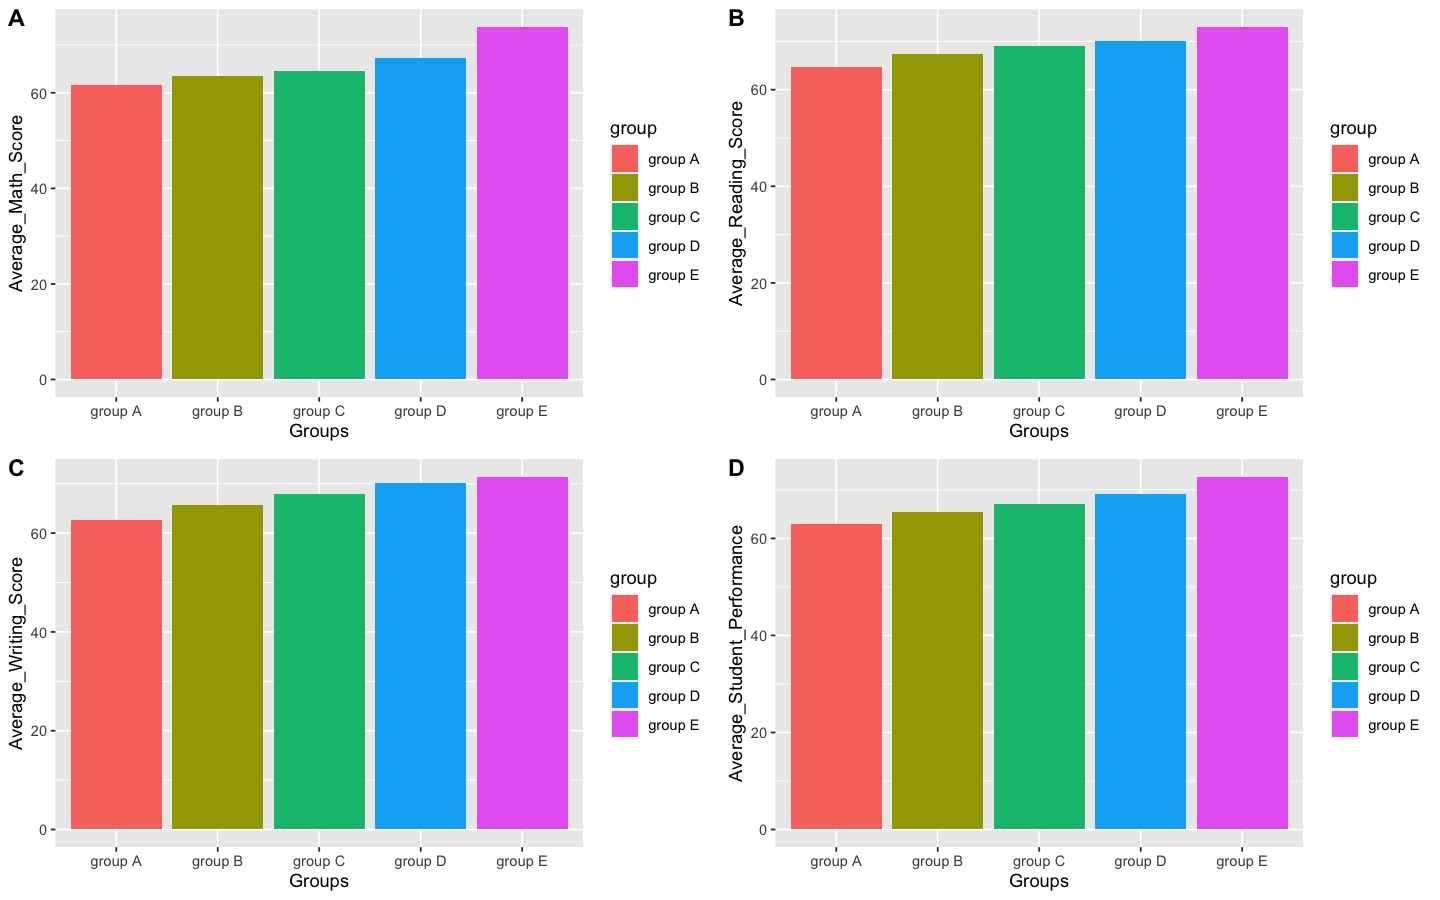 A
Average_Math_Score
60
40
20
0
group A group B group C group D group E
Groups
group
group A
group B
group C
group D
group E
B
Average_Reading_Score
60
40
20
0
group A group B group C group D group E
Groups
group
group A
group B
group C
group D
group E
C
Average_Writing_Score
60
40
20
0
group A group B group C group D group E
Groups
group
group A
group B
group C
group D
group E
D
Average_Student_Performance
60
40
20
0
group A group B group C group D group E
Groups
group
group A
group B
group C
group D
group E